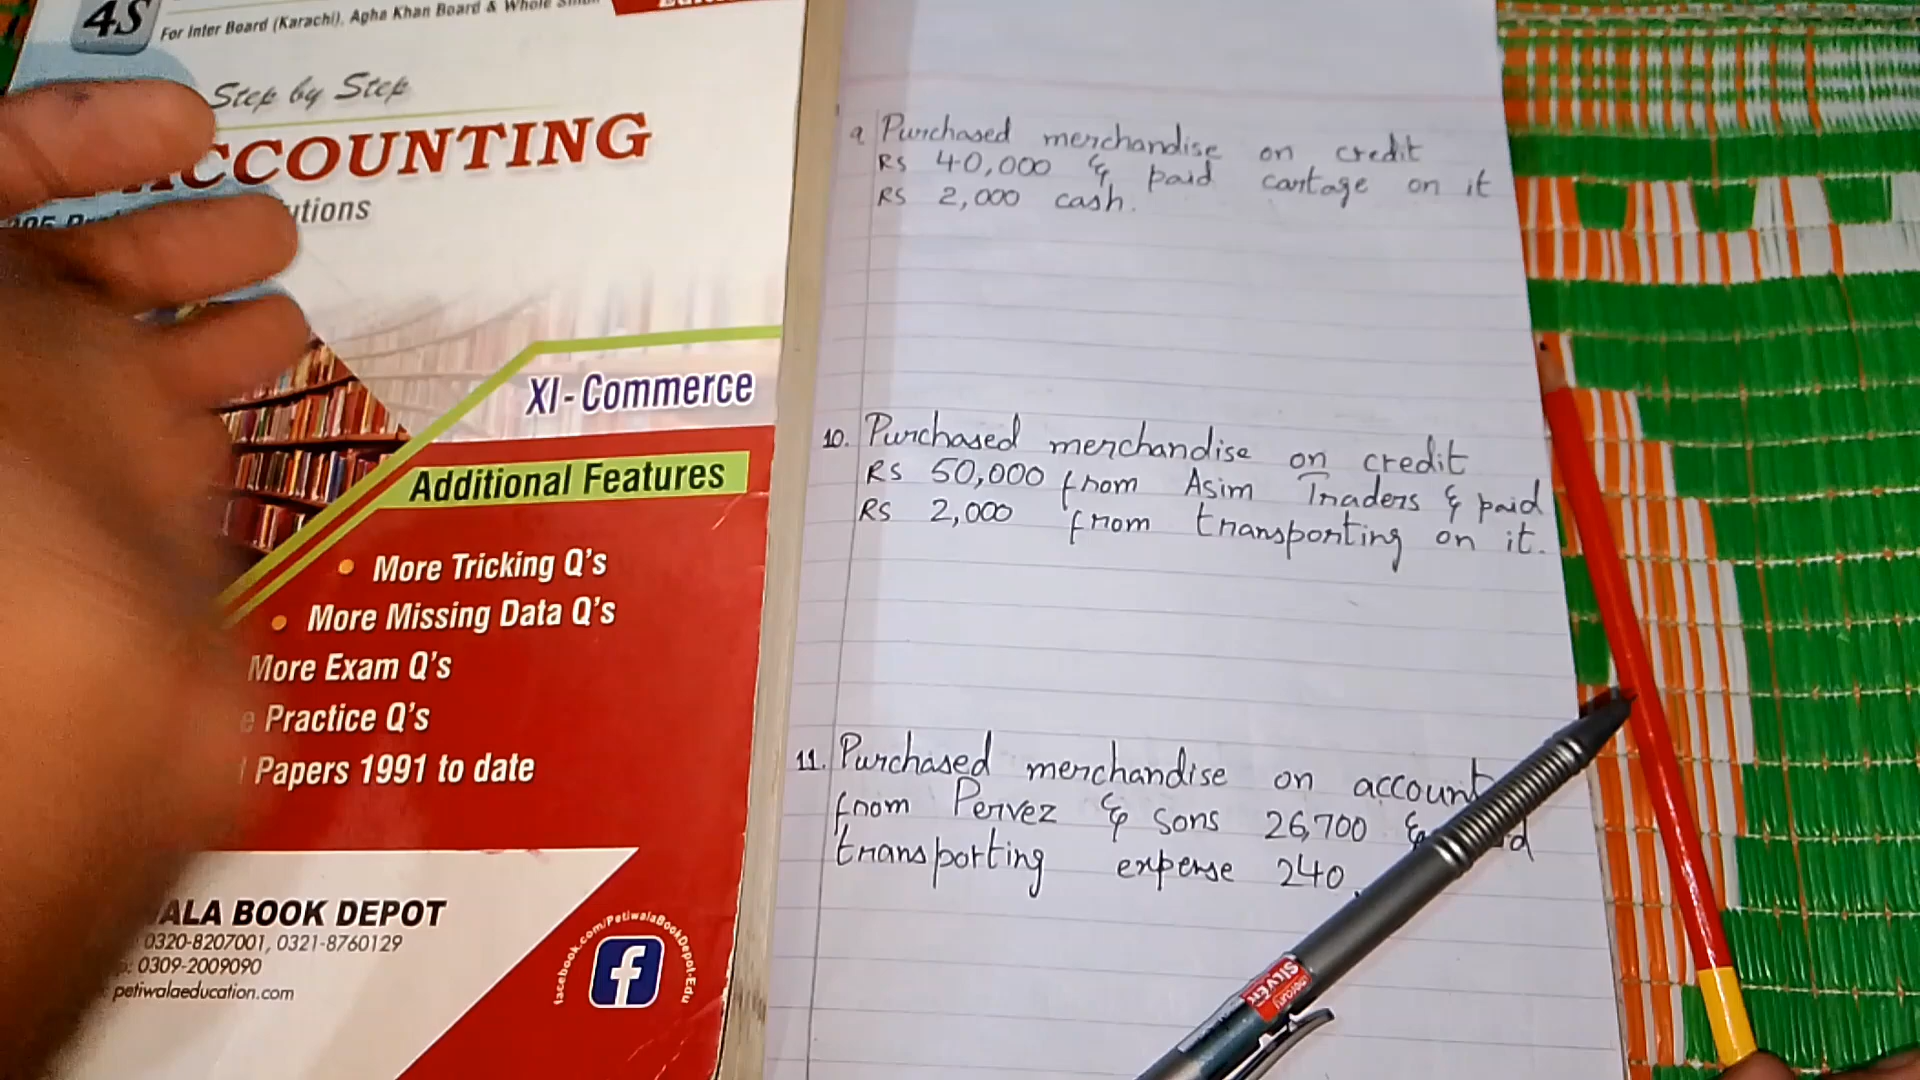 4S
For Inter Board (Karachi), Agha Khan Board & Whole
Step by Step
ACCOUNTING
XI-Commerce
Additional Features
• More Tricking Q's
• More Missing Data Q's
More Exam Q's
Practice Q's
Papers 1991 to date
BOOK DEPOT
0320-8207001, 0321-8760129
0309-2009090
petiwalaeducation.com
facebook.com/PetiwalaBookDepot-Edu
f
9 Purchased merchandise on credit
RS 40,000 & paid cartage on it
RS 2,000 cash.
10. Purchased merchandise on credit
RS 50,000 from Asim Traders & paid
RS 2,000 from transporting on it.
11. Purchased merchandise on account
from Pervez & sons 26,700 &
transporting expense 240.
mercury
SILVER